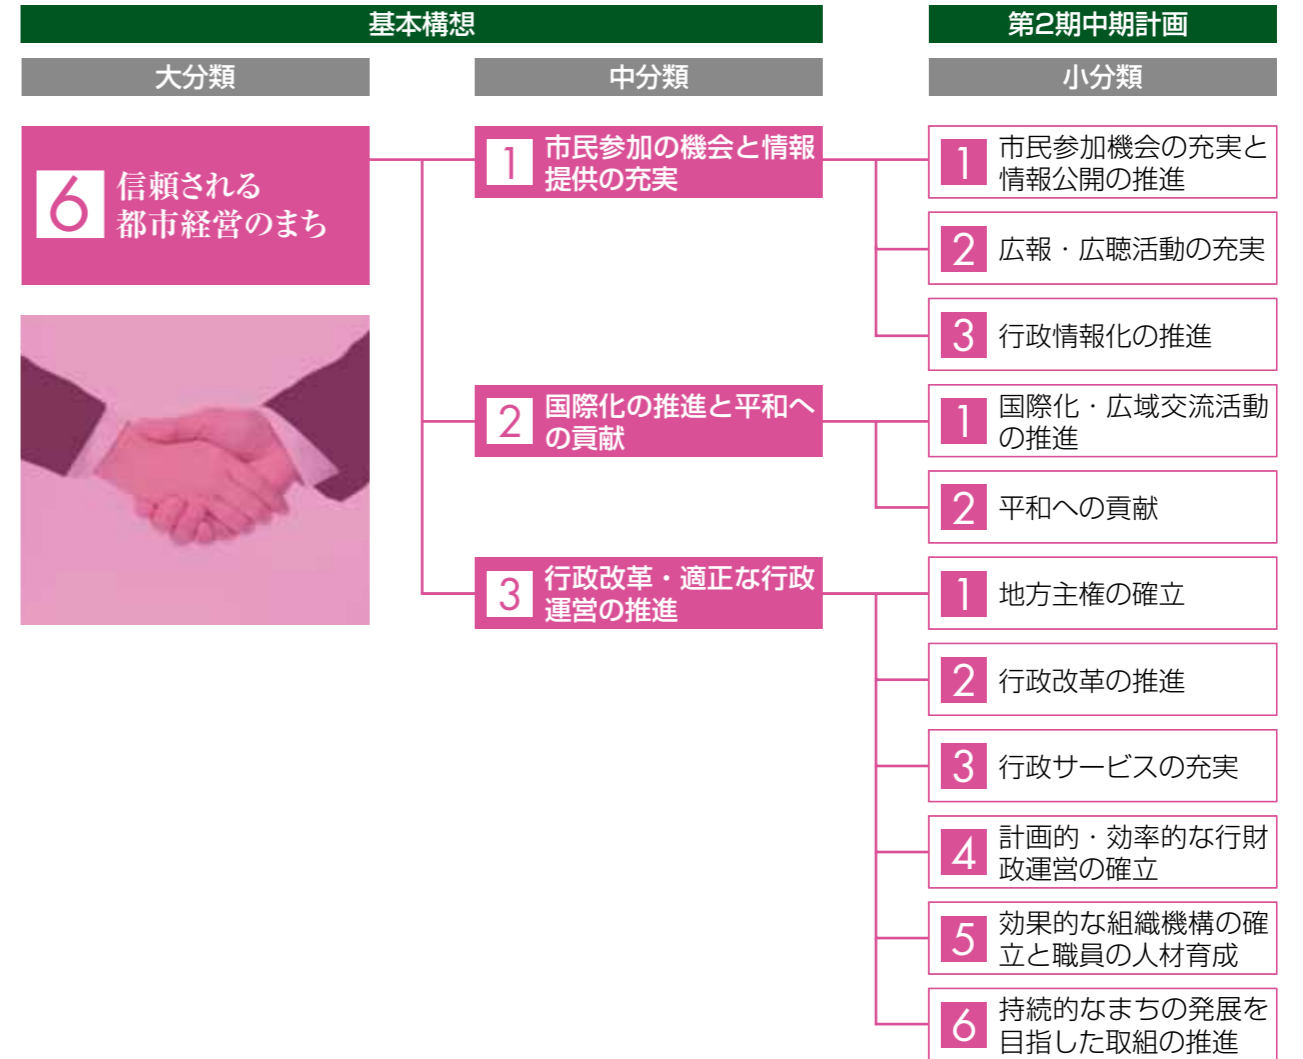 基本構想
第2期中期計画
大分類
中分類
小分類
6 信頼される
都市経営のまち
1 市民参加の機会と情報
提供の充実
1 市民参加機会の充実と
情報公開の推進
2 広報・広聴活動の充実
3 行政情報化の推進
2 国際化の推進と平和へ
の貢献
1 国際化・広域交流活動
の推進
2 平和への貢献
3 行政改革・適正な行政
運営の推進
1 地方主権の確立
2 行政改革の推進
3 行政サービスの充実
4 計画的・効率的な行財
政運営の確立
5 効果的な組織機構の確
立と職員の人材育成
6 持続的なまちの発展を
目指した取組の推進